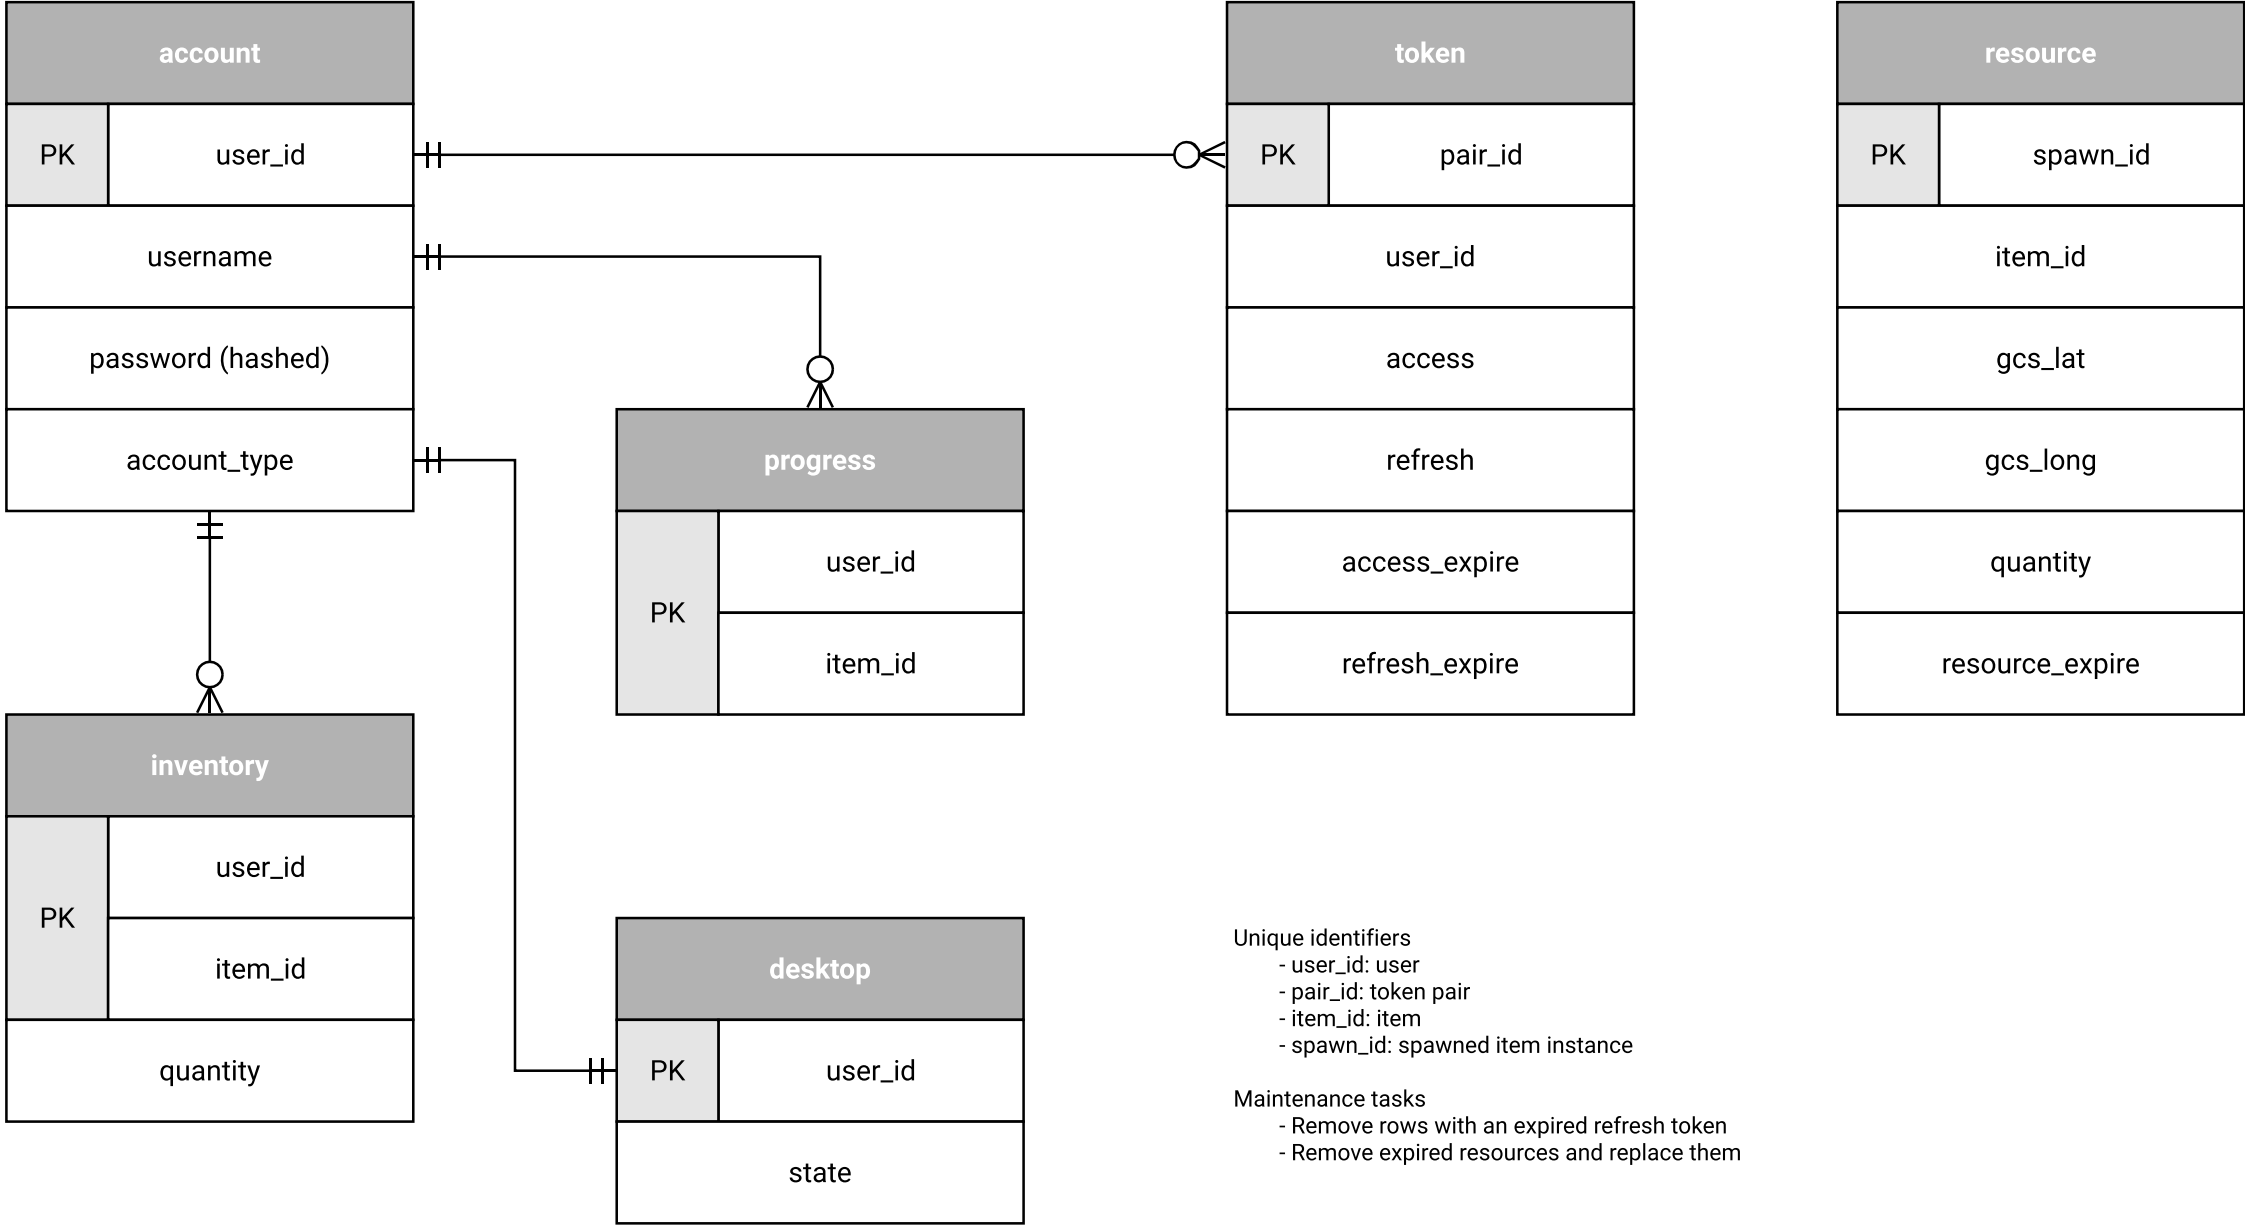 account
PK
user_id
username
password (hashed)
account_type
token
PK
pair_id
user_id
access
refresh
access_expire
refresh_expire
resource
PK
spawn_id
item_id
gcs_lat
gcs_long
quantity
resource_expire
progress
PK
user_id
item_id
inventory
PK
user_id
item_id
quantity
desktop
PK
user_id
state
Unique identifiers
- user_id: user
- pair_id: token pair
- item_id: item
- spawn_id: spawned item instance
Maintenance tasks
- Remove rows with an expired refresh token
- Remove expired resources and replace them